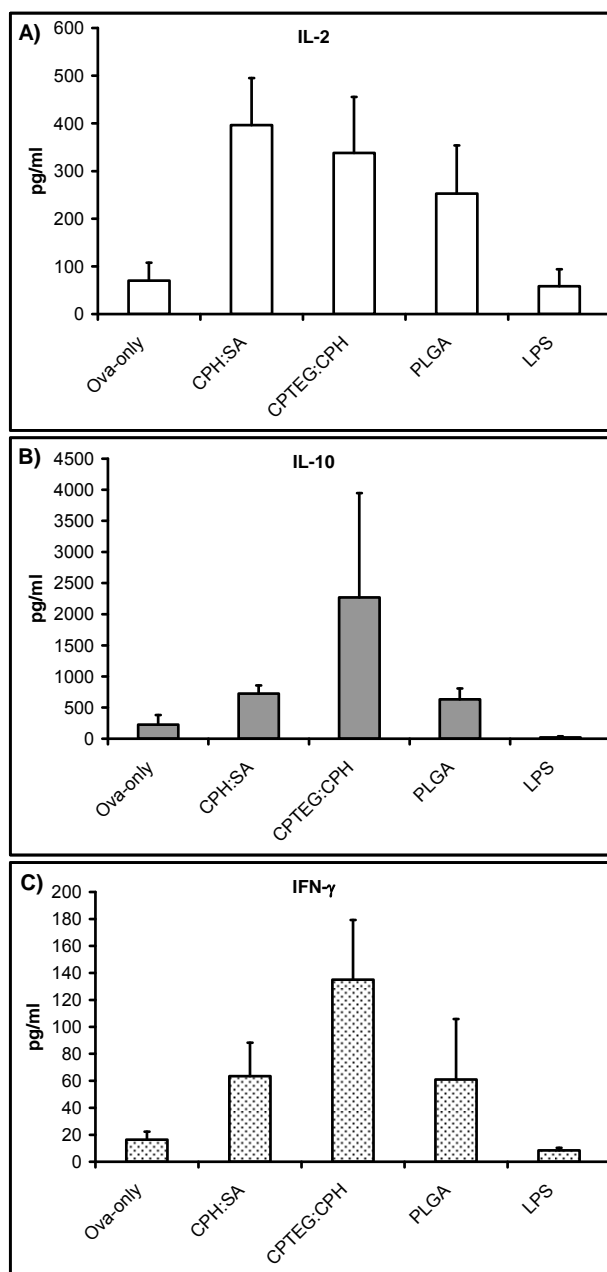 A)
IL-2
600
500
400
300
200
100
0
pg/ml
Ova-only
CPH:SA
CPTEG:CPH
PLGA
LPS
B)
IL-10
4500
4000
3500
3000
2500
2000
1500
1000
500
0
pg/ml
Ova-only
CPH:SA
CPTEG:CPH
PLGA
LPS
C)
IFN-γ
200
180
160
140
120
100
80
60
40
20
0
pg/ml
Ova-only
CPH:SA
CPTEG:CPH
PLGA
LPS